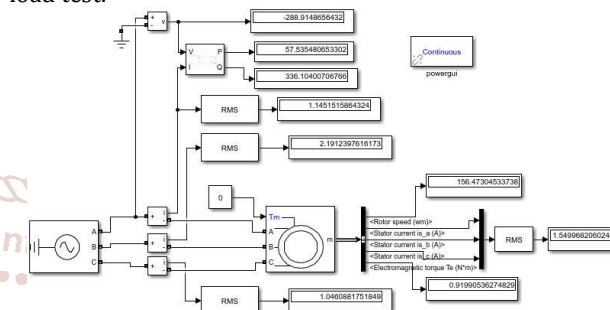 load test.
+
-
v
-288.9148656432
V
I
P
Q
57.535480653302
336.10400706766
Continuous
powergui
RMS
1.1451515864324
RMS
2.1912397616173
0
Tm
A
B
C
m
156.47304533738
<Rotor speed (wm)>
<Stator current is_a (A)>
<Stator current is_b (A)>
<Stator current is_c (A)>
<Electromagnetic torque Te (N*m)>
RMS
1.549968206024
0.91990536274829
A
B
C
+
-
i
+
-
i
+
-
i
RMS
1.0460881751849